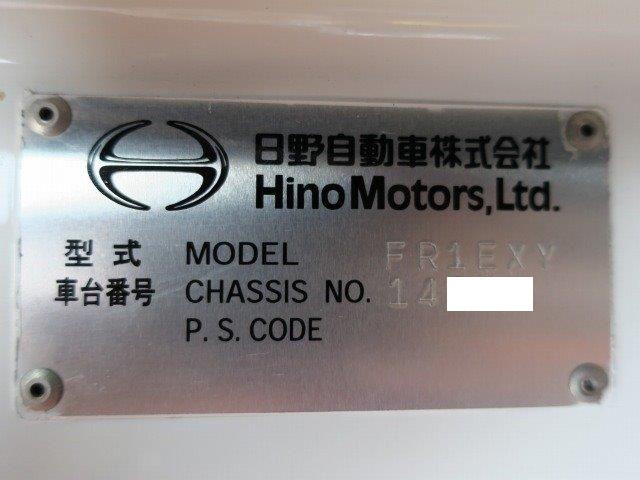 日野自動車株式会社
Hino Motors, Ltd.
型式 MODEL FR1EXY
車台番号 CHASSIS NO. 14
P. S. CODE